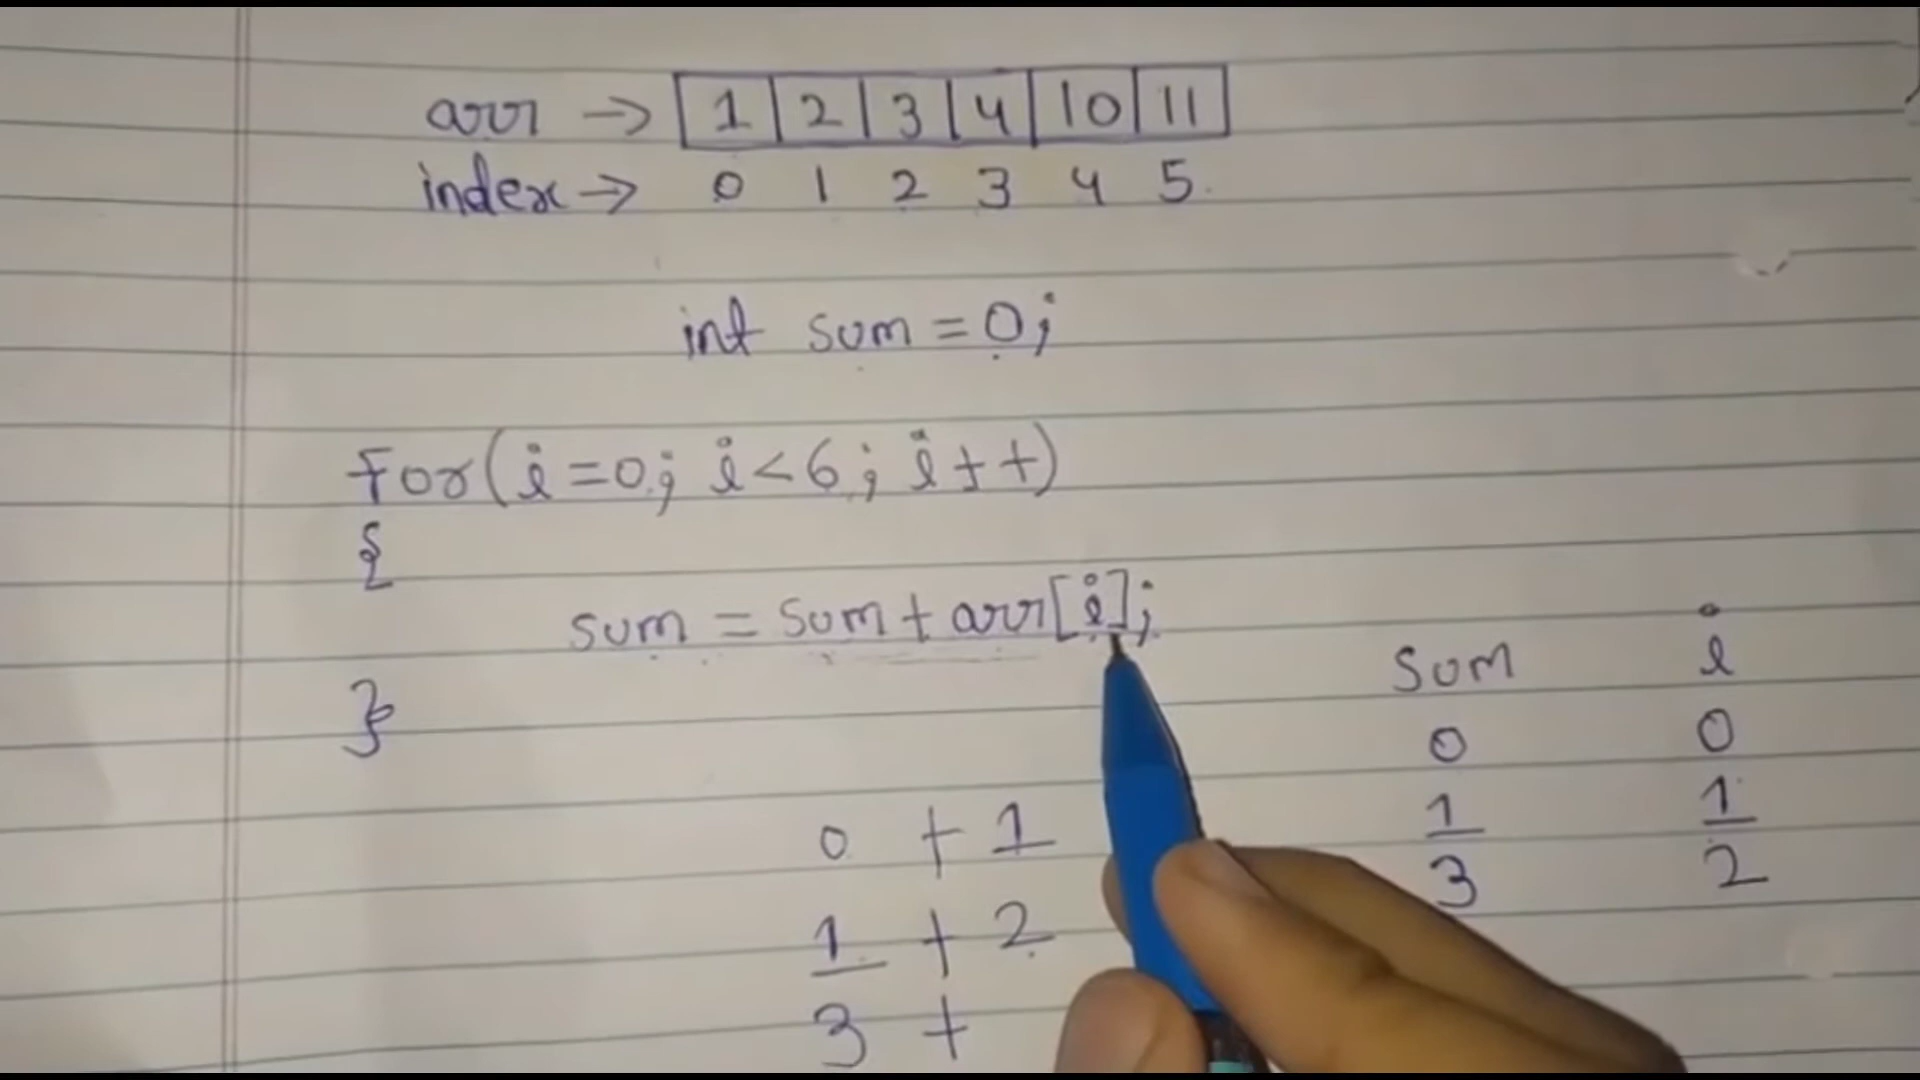 arr → 1 2 3 4 10 11
index → 0 1 2 3 4 5
int sum = 0;
For(i=0; i<6; i++)
{
sum = sum + arr[i];
}
sum i
0 0
1 1
3 2
0 + 1
1 + 2
3 +